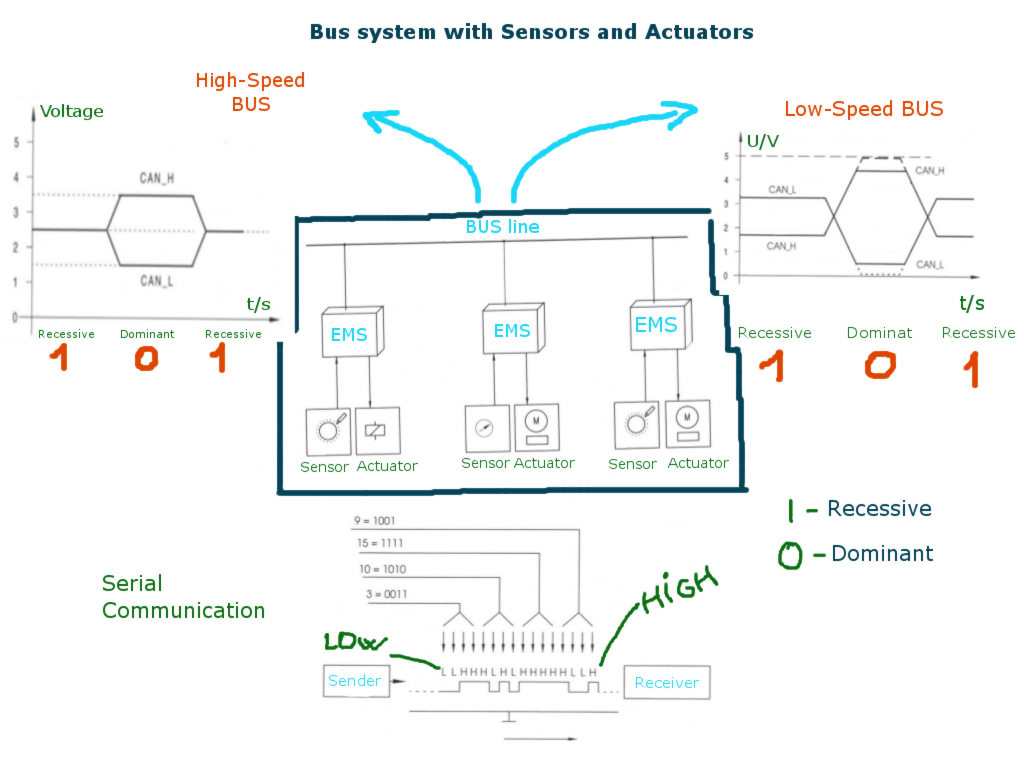 Bus system with Sensors and Actuators
High-Speed
BUS
Voltage
5
4
3
2
1
0
CAN_H
CAN_L
t/s
Recessive
Dominant
Recessive
1
0
1
Low-Speed BUS
U/V
5
4
3
2
1
0
CAN_L
CAN_H
CAN_H
CAN_L
t/s
Recessive
Dominat
Recessive
1
0
1
BUS line
EMS
EMS
EMS
M
M
Sensor Actuator
Sensor Actuator
Sensor Actuator
1 - Recessive
0 - Dominant
Serial
Communication
9 = 1001
15 = 1111
10 = 1010
3 = 0011
LOW
HiGH
L L H H H L H L H H H H H L L H
Sender
Receiver